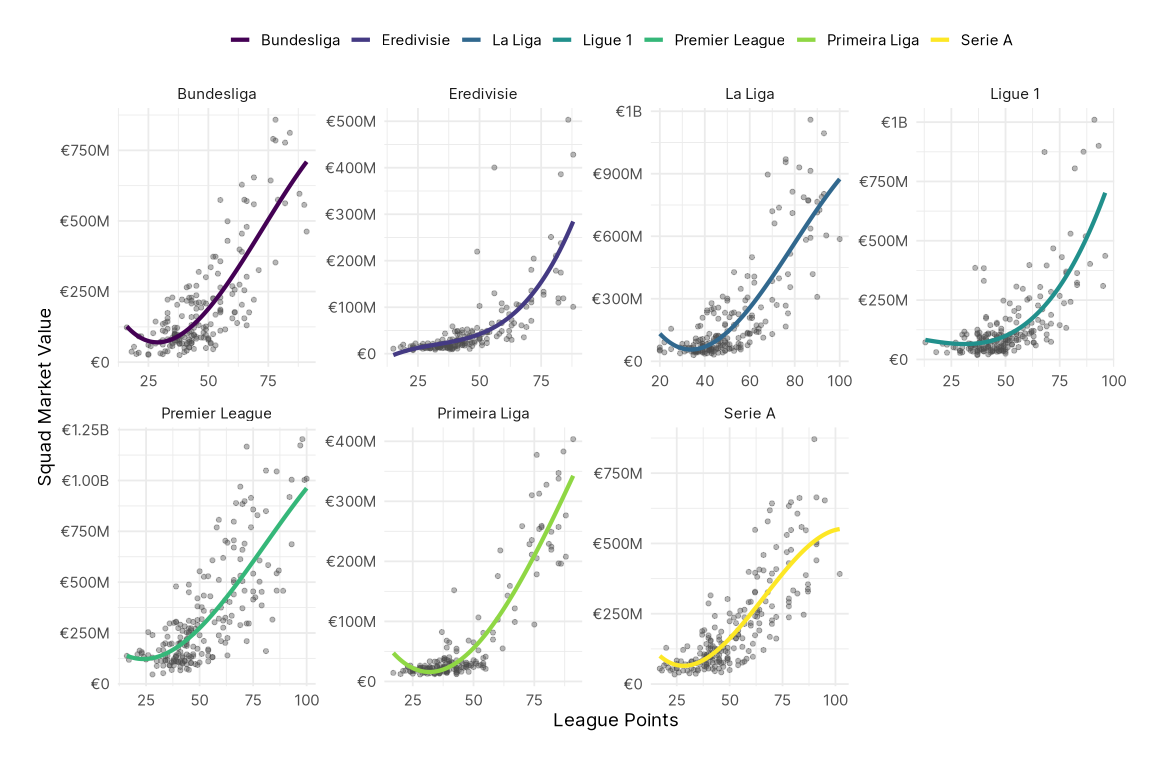 Bundesliga Eredivisie La Liga Ligue 1 Premier League Primeira Liga Serie A
Squad Market Value
Bundesliga
€750M
€500M
€250M
€0
25 50 75
Eredivisie
€500M
€400M
€300M
€200M
€100M
€0
25 50 75
La Liga
€1B
€900M
€600M
€300M
€0
20 40 60 80 100
Ligue 1
€1B
€750M
€500M
€250M
€0
25 50 75 100
Premier League
€1.25B
€1.00B
€750M
€500M
€250M
€0
25 50 75 100
Primeira Liga
€400M
€300M
€200M
€100M
€0
25 50 75
Serie A
€750M
€500M
€250M
€0
25 50 75 100
League Points